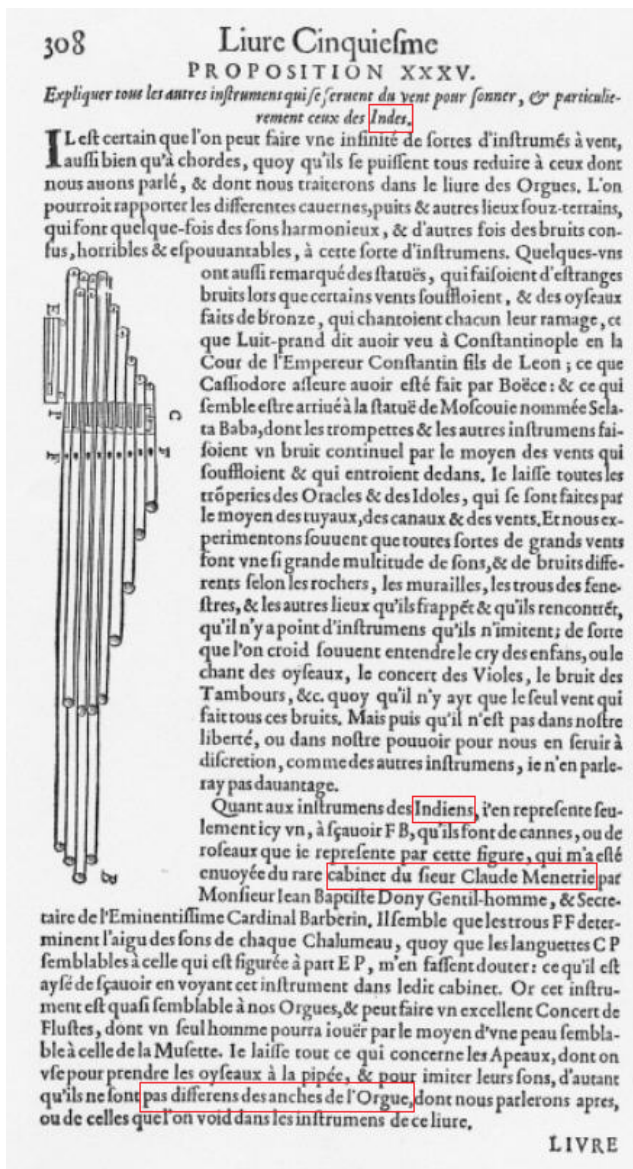 308 Liure Cinquiesme
PROPOSITION XXXV.
Expliquer tous les autres instrumens qui se seruent du vent pour sonner, & particulie-
rement ceux des Indes.
IL est certain que l'on peut faire vne infinité de sortes d'instrumẽs à vent,
aussi bien qu'à chordes, quoy qu'ils se puissent tous reduire à ceux dont
nous auons parlé, & dont nous traiterons dans le liure des Orgues. L'on
pourroit rapporter les differentes cauernes, puits & autres lieux souz-terrains,
qui font quelque-fois des sons harmonieux, & d'autres fois des bruits con-
fus, horribles & espouuantables, à cette sorte d'instrumens. Quelques-vns
ont aussi remarqué des statuës, qui faisoient d'estranges
bruits lors que certains vents souffloient, & des oyseaux
faits de bronze, qui chantoient chacun leur ramage, ce
que Luit-prand dit auoir veu à Constantinople en la
Cour de l'Empereur Constantin fils de Leon; ce que
Cassiodore asseure auoir esté fait par Boëce: & ce qui
semble estre arriué à la statuë de Moscouie nommée Sela-
ta Baba, dont les trompettes & les autres instrumens fai-
soient vn bruit continuel par le moyen des vents qui
souffloient & qui entroient dedans. Ie laisse toutes les
trõperies des Oracles & des Idoles, qui se sont faites par
le moyen des tuyaux, des canaux & des vents. Et nous ex-
perimentons souuent que toutes sortes de grands vents
font vne si grande multitude de sons, & de bruits diffe-
rents selon les rochers, les murailles, les trous des fene-
stres, & les autres lieux qu'ils frappẽt & qu'ils rencontrẽt,
qu'il n'y a point d'instrumens qu'ils n'imitent; de sorte
que l'on croid souuent entendre le cry des enfans, ou le
chant des oyseaux, le concert des Violes, le bruit des
Tambours, &c. quoy qu'il n'y ayt que le seul vent qui
fait tous ces bruits. Mais puis qu'il n'est pas dans nostre
liberté, ou dans nostre pouuoir pour nous en seruir à
discretion, comme des autres instrumens, ie n'en parle-
ray pas dauantage.
Quant aux instrumens des Indiens, i'en represente seu-
lement icy vn, à sçauoir F B, qu'ils font de cannes, ou de
roseaux que ie represente par cette figure, qui m'a esté
enuoyée du rare cabinet du sieur Claude Menetrie par
Monsieur Iean Baptiste Dony Gentil-homme, & Secre-
taire de l'Eminentissime Cardinal Barberin. Il semble que les trous F F deter-
minent l'aigu des sons de chaque Chalumeau, quoy que les languettes C P
semblables à celle qui est figurée à part E P, m'en fassent douter: ce qu'il est
aysé de sçauoir en voyant cet instrument dans ledit cabinet. Or cet instru-
ment est quasi semblable à nos Orgues, & peut faire vn excellent Concert de
Flustes, dont vn seul homme pourra iouër par le moyen d'vne peau sembla-
ble à celle de la Musette. Ie laisse tout ce qui concerne les Apeaux, dont on
vse pour prendre les oyseaux à la pipée, & pour imiter leurs sons, d'autant
qu'ils ne sont pas differens des anches de l'Orgue, dont nous parlerons apres,
ou de celles que l'on void dans les instrumens de ce liure.
LIVRE
E
P
C
F
F
B